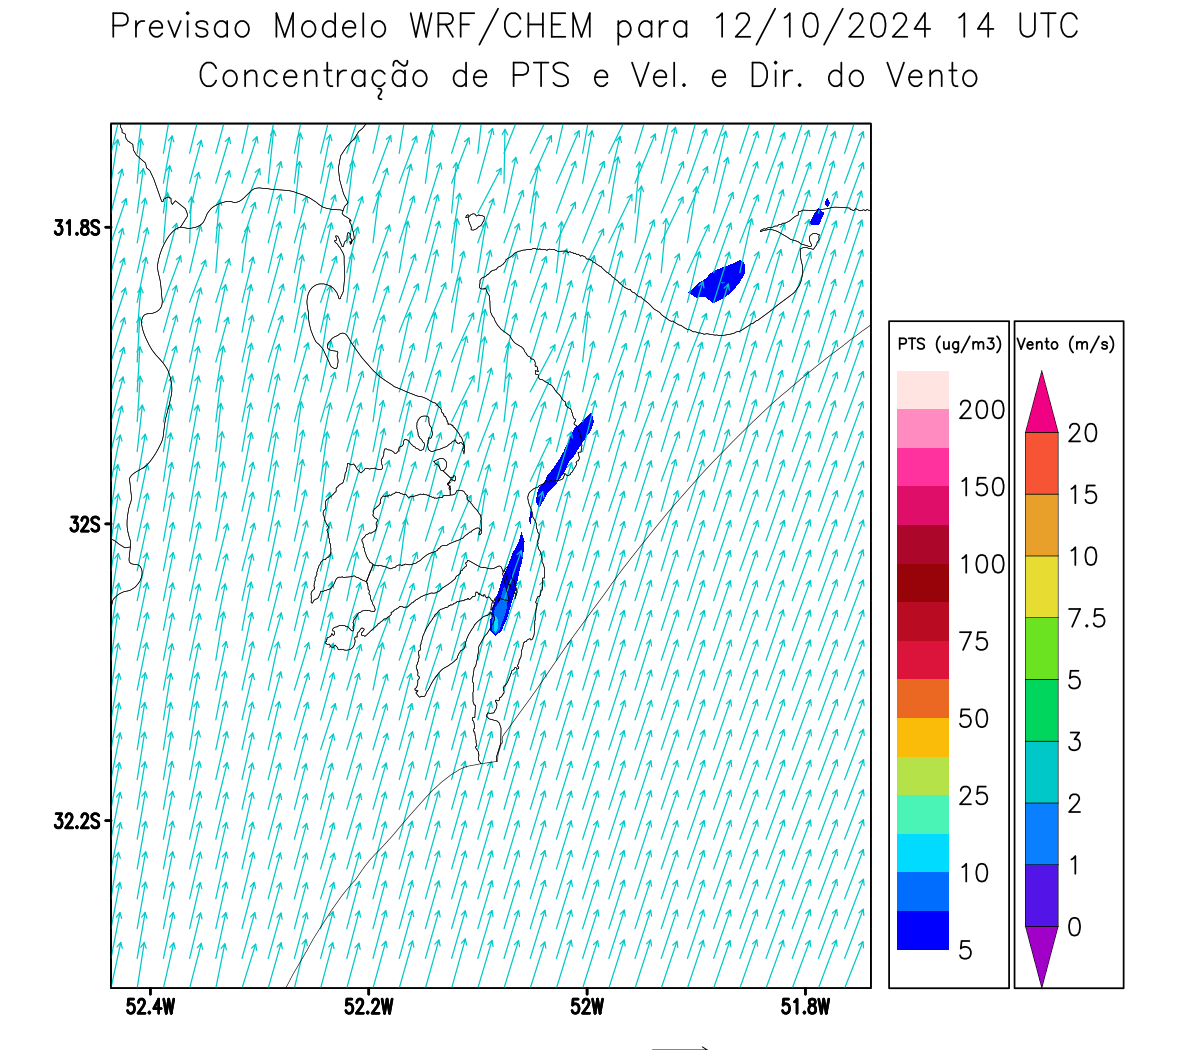 Previsao Modelo WRF/CHEM para 12/10/2024 14 UTC
Concentração de PTS e Vel. e Dir. do Vento
31.8S
32S
32.2S
52.4W
52.2W
52W
51.8W
PTS (ug/m3)
200
150
100
75
50
25
10
5
Vento (m/s)
20
15
10
7.5
5
3
2
1
0